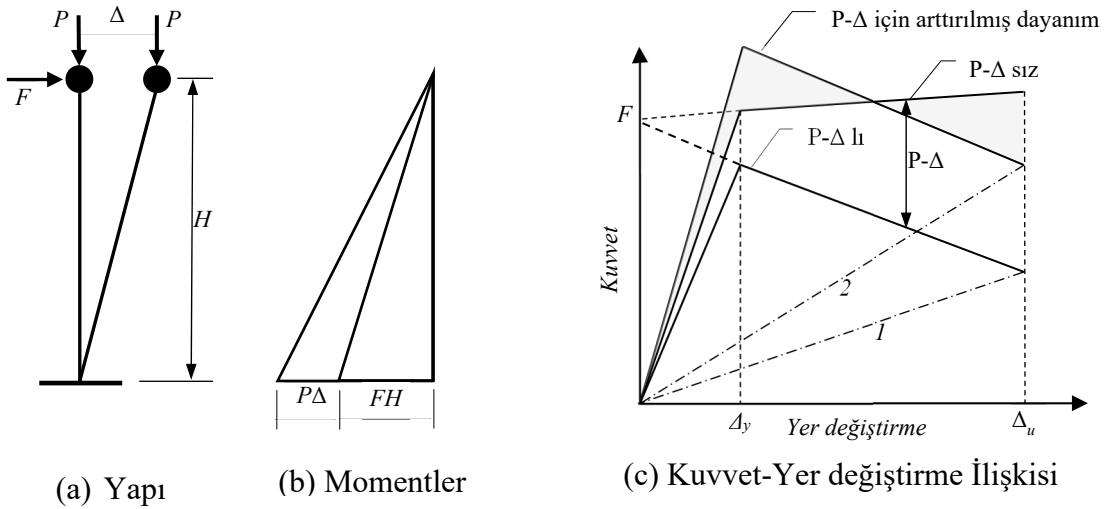 P
Δ
P
F
H
PΔ
FH
(a) Yapı
(b) Momentler
P-Δ için arttırılmış dayanım
P-Δ sız
F
P-Δ lı
P-Δ
Kuvvet
2
1
Δy
Yer değiştirme
Δu
(c) Kuvvet-Yer değiştirme İlişkisi